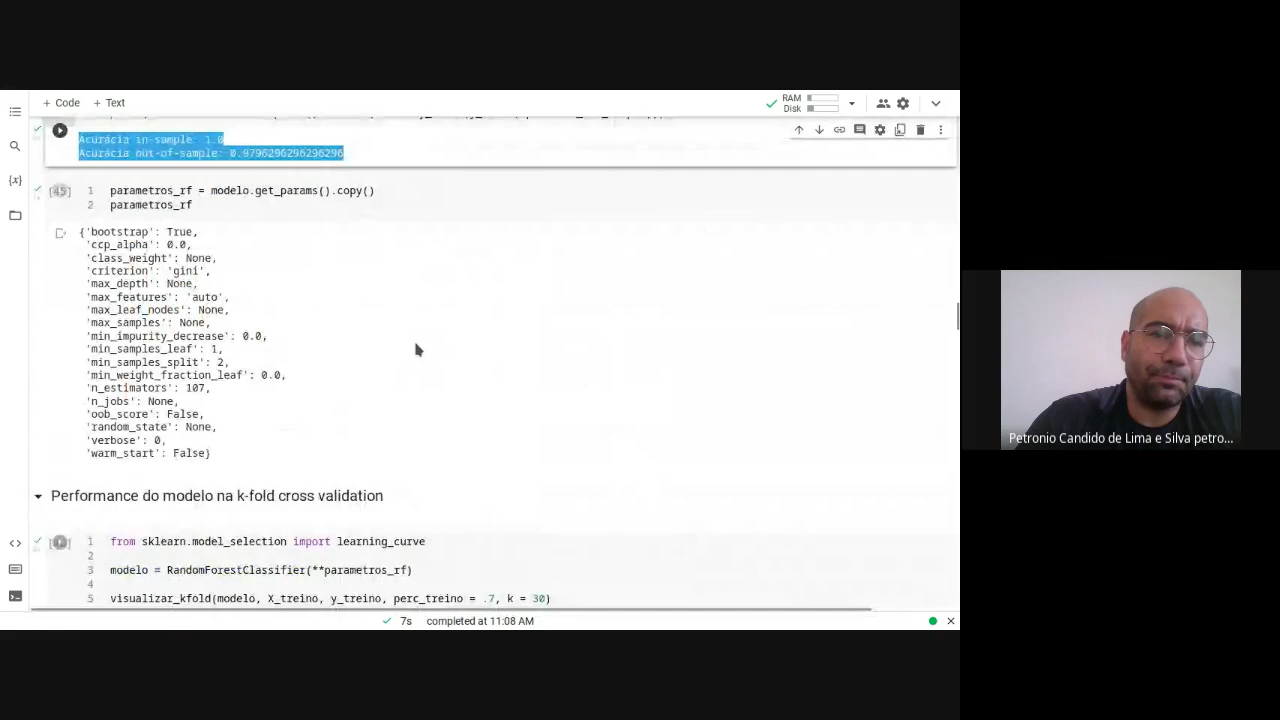 + Code + Text
RAM
Disk
Acurácia in-sample: 1.0
Acurácia out-of-sample: 0.9796296296296296
[45]
1 parametros_rf = modelo.get_params().copy()
2 parametros_rf
{'bootstrap': True,
'ccp_alpha': 0.0,
'class_weight': None,
'criterion': 'gini',
'max_depth': None,
'max_features': 'auto',
'max_leaf_nodes': None,
'max_samples': None,
'min_impurity_decrease': 0.0,
'min_samples_leaf': 1,
'min_samples_split': 2,
'min_weight_fraction_leaf': 0.0,
'n_estimators': 107,
'n_jobs': None,
'oob_score': False,
'random_state': None,
'verbose': 0,
'warm_start': False}
Performance do modelo na k-fold cross validation
1 from sklearn.model_selection import learning_curve
2
3 modelo = RandomForestClassifier(**parametros_rf)
4
5 visualizar_kfold(modelo, X_treino, y_treino, perc_treino = .7, k = 30)
7s completed at 11:08 AM
Petronio Candido de Lima e Silva petro...